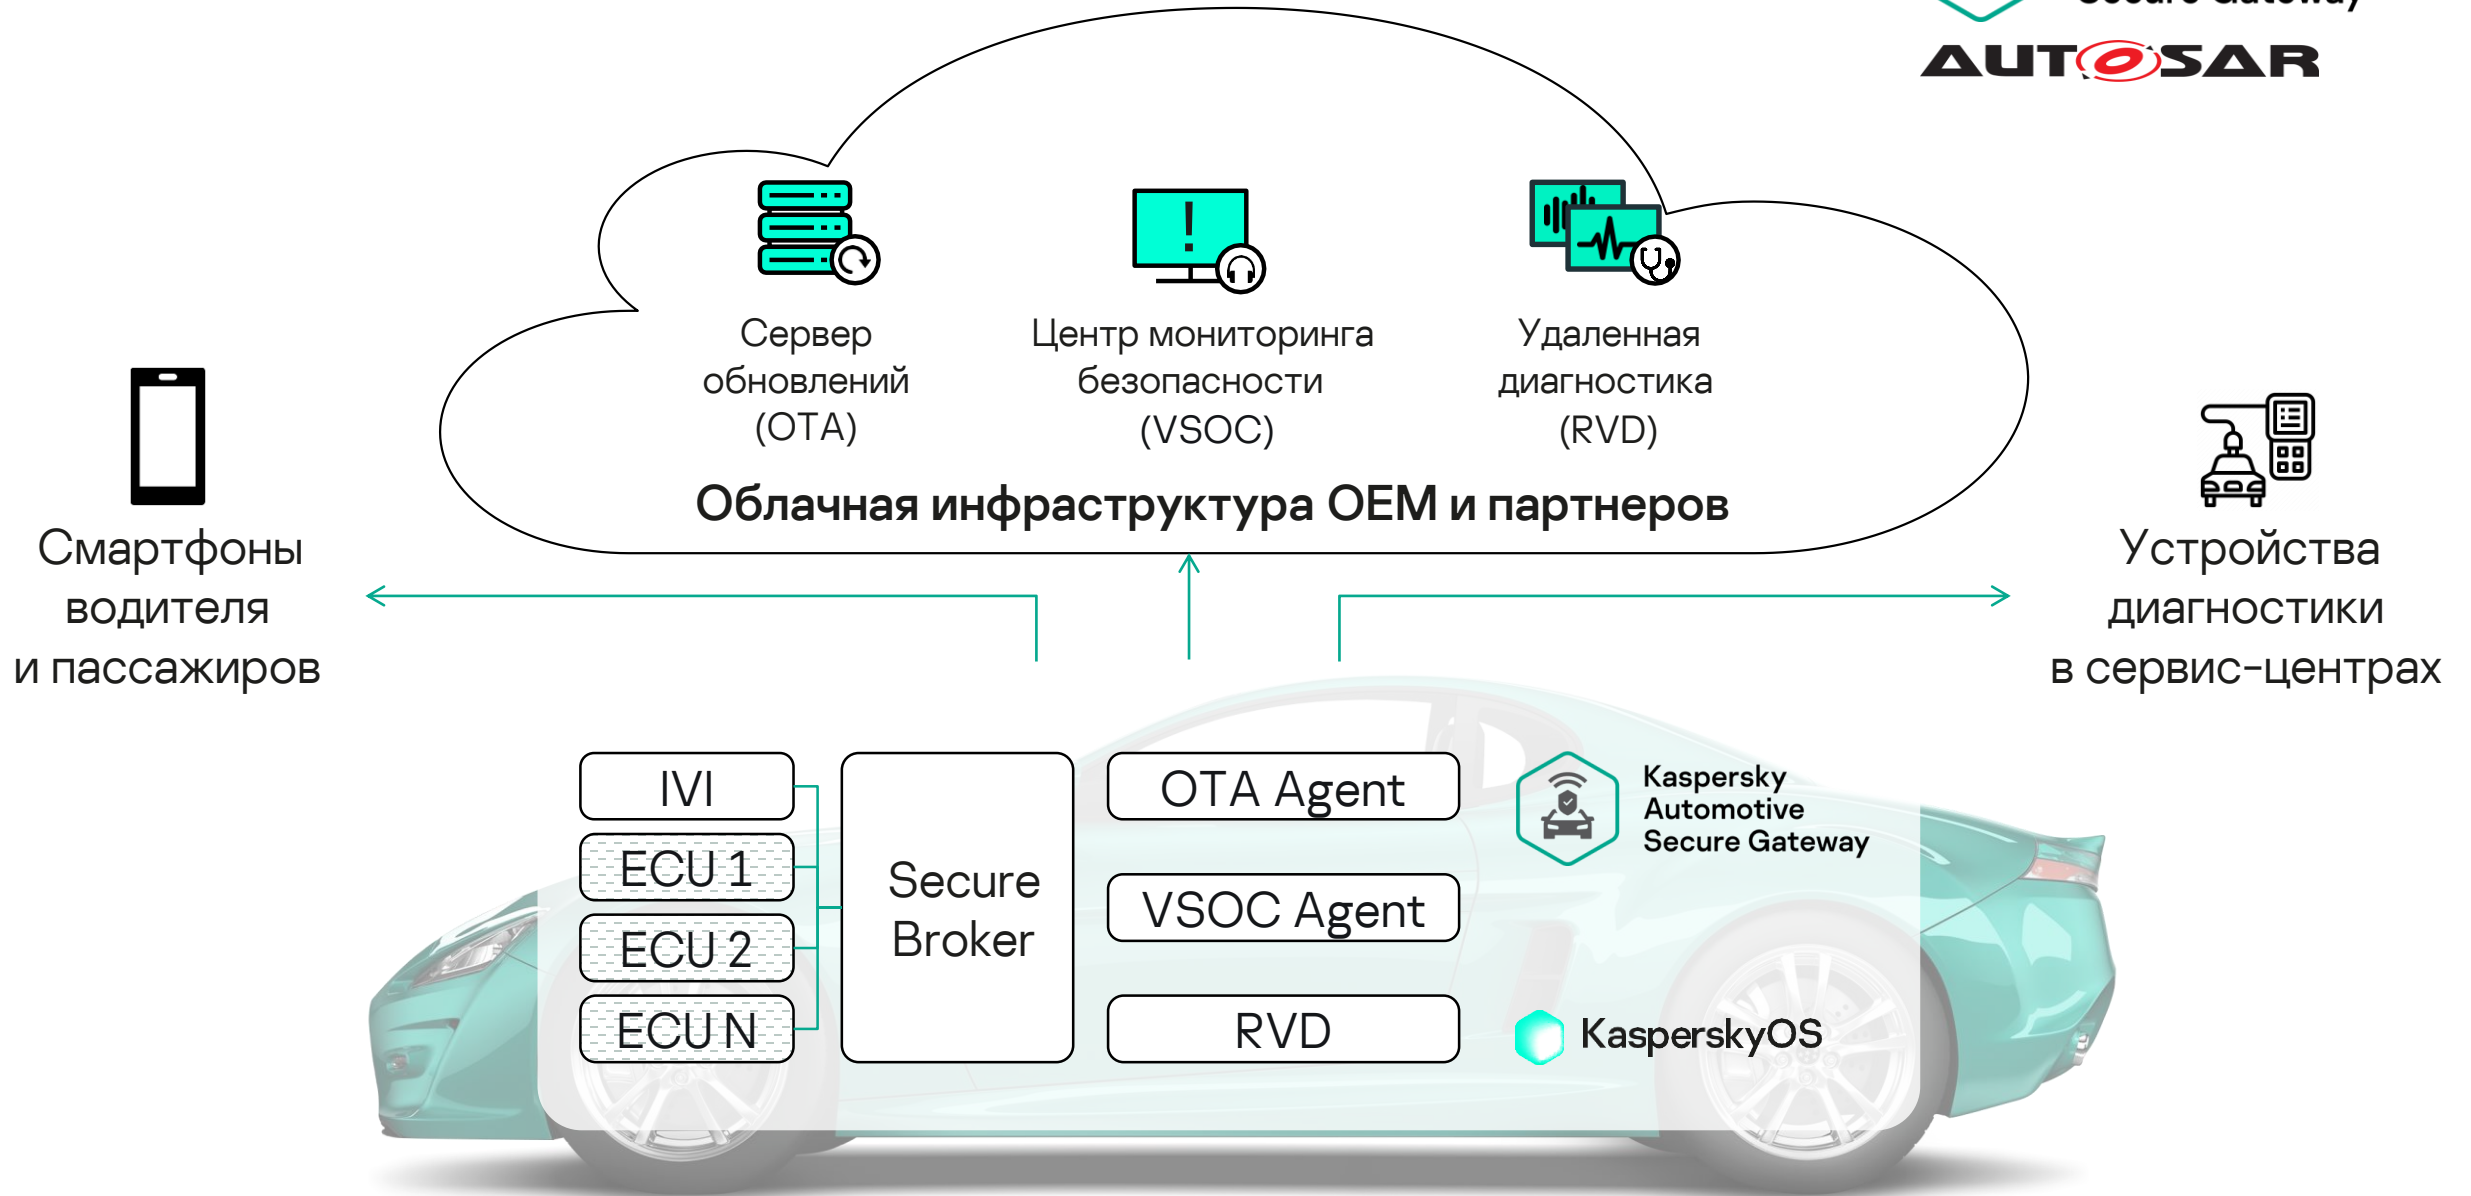 Secure Gateway
AUTOSAR
Сервер
обновлений
(OTA)
Центр мониторинга
безопасности
(VSOC)
Удаленная
диагностика
(RVD)
Облачная инфраструктура OEM и партнеров
Смартфоны
водителя
и пассажиров
Устройства
диагностики
в сервис-центрах
IVI
ECU 1
ECU 2
ECU N
Secure
Broker
OTA Agent
VSOC Agent
RVD
Kaspersky
Automotive
Secure Gateway
KasperskyOS